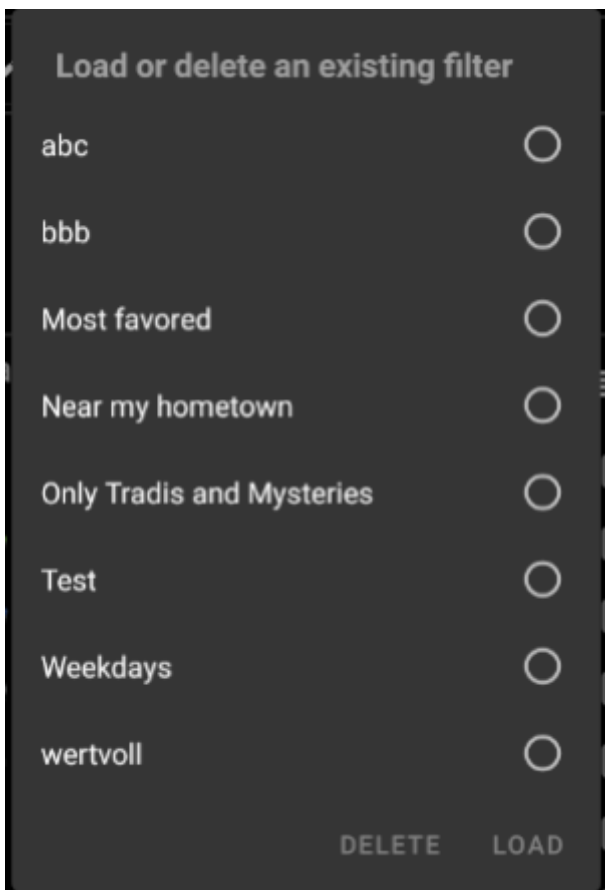 Load or delete an existing filter
abc
bbb
Most favored
Near my hometown
Only Tradis and Mysteries
Test
Weekdays
wertvoll
DELETE LOAD